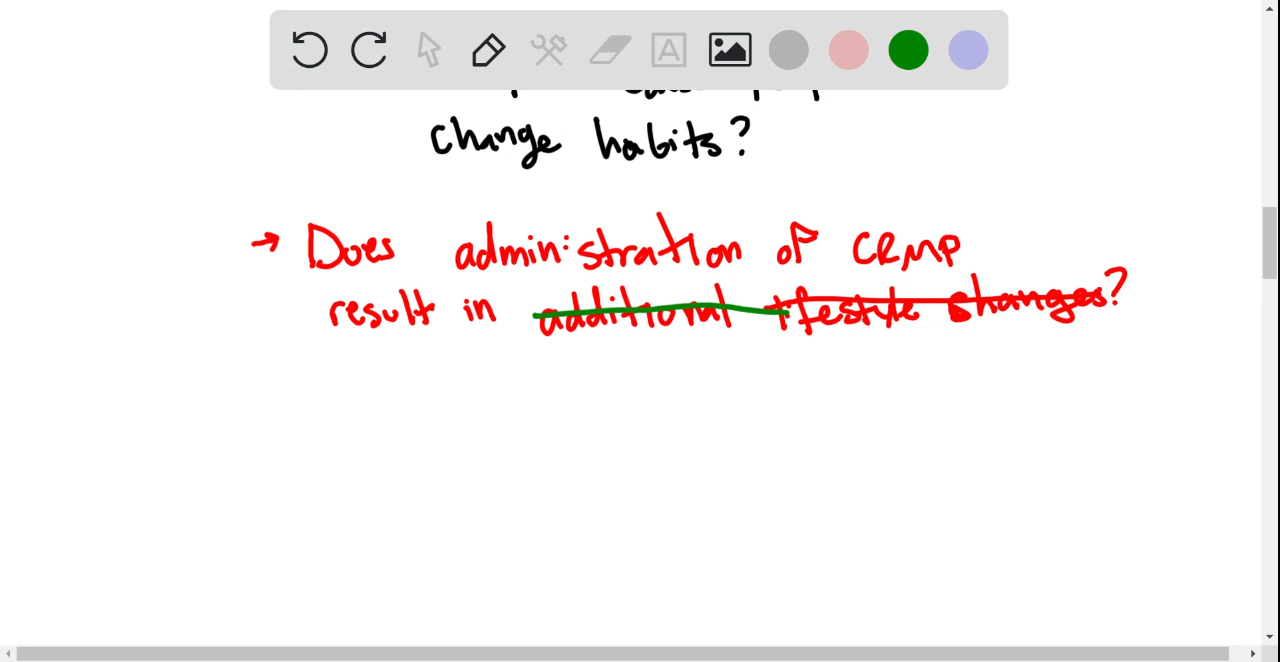 change habits?
→ Does administration of CRMP
result in additional lifestyle changes?